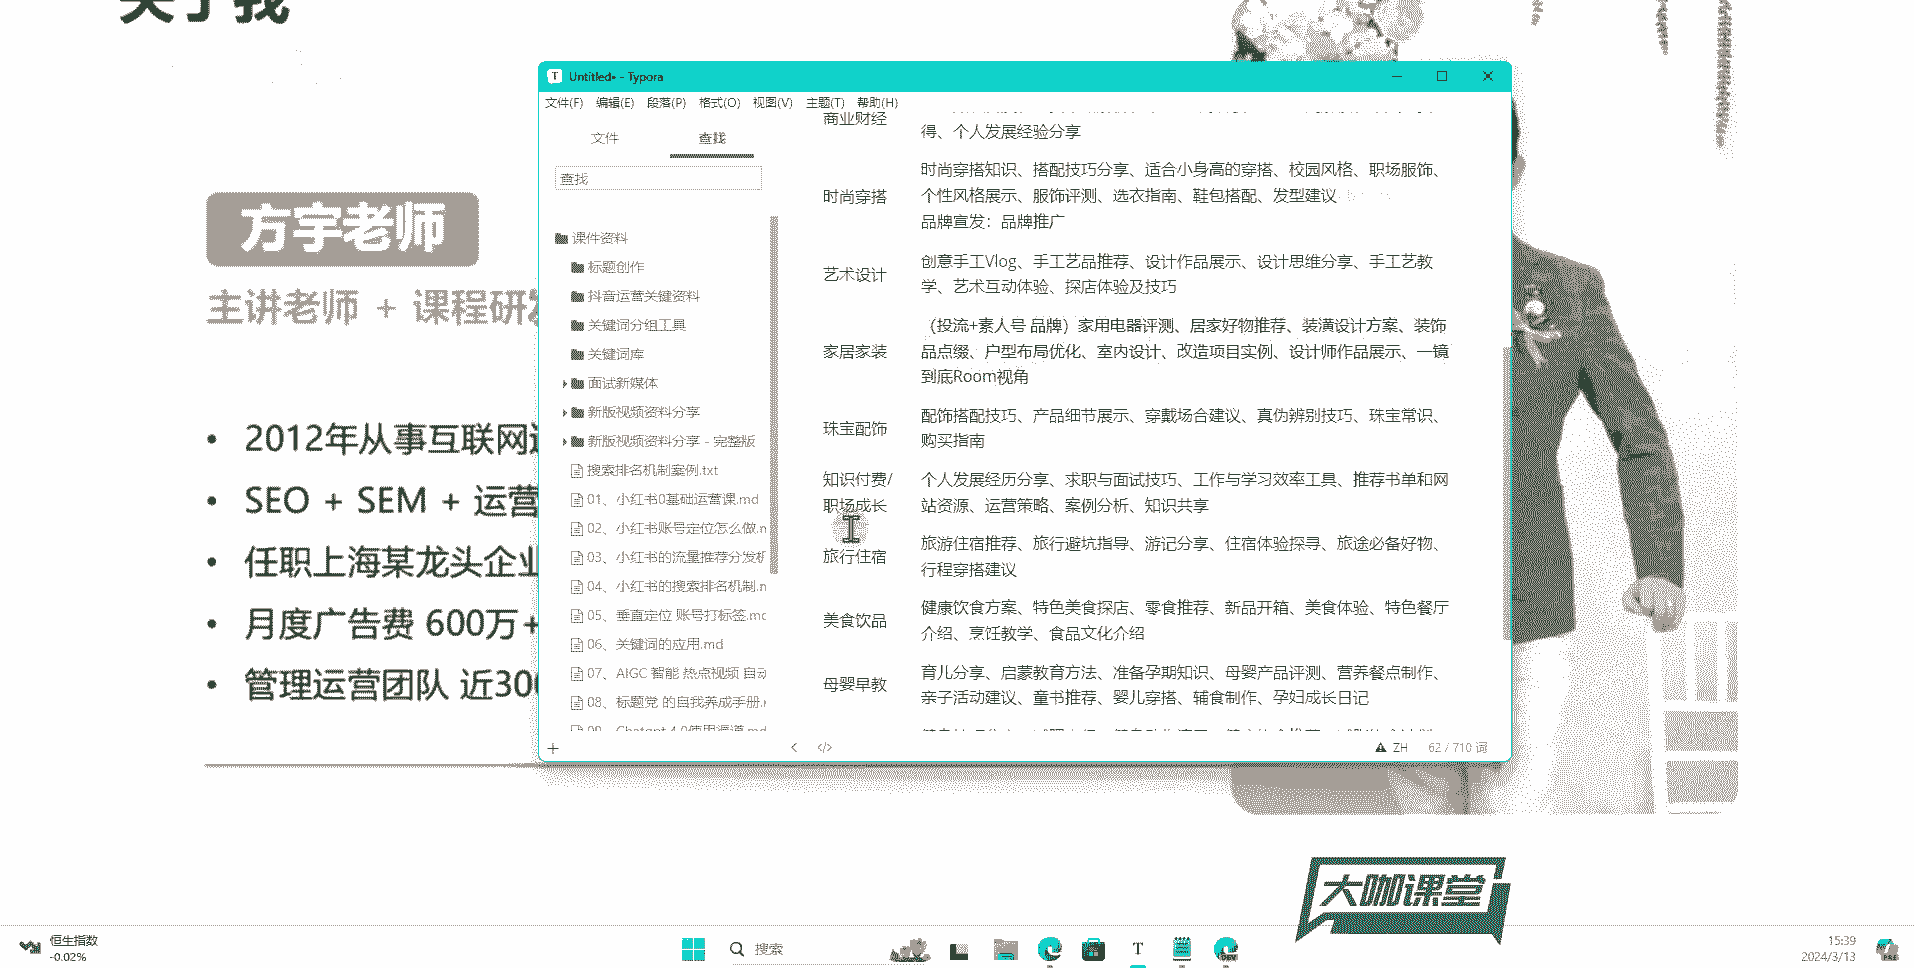 关于我
方宇老师
主讲老师 + 课程研发
• 2012年从事互联网
• SEO + SEM + 运营
• 任职上海某龙头企业
• 月度广告费 600万+
• 管理运营团队 近30
Untitled• - Typora
文件(F) 编辑(E) 段落(P) 格式(O) 视图(V) 主题(T) 帮助(H)
文件 查找
查找
课件资料
标题创作
抖音运营关键资料
关键词分组工具
关键词库
面试新媒体
新版视频资料分享
新版视频资料分享 - 完整版
搜索排名机制案例.txt
01、小红书0基础运营课.md
02、小红书账号定位怎么做.m
03、小红书的流量推荐分发机
04、小红书的搜索排名机制.m
05、垂直定位 账号打标签.md
06、关键词的应用.md
07、AIGC 智能 热点视频 自动
08、标题党 的自我养成手册.
09、Chatgpt 4.0使用渠道.md
商业财经
得、个人发展经验分享
时尚穿搭
时尚穿搭知识、搭配技巧分享、适合小身高的穿搭、校园风格、职场服饰、
个性风格展示、服饰评测、选衣指南、鞋包搭配、发型建议
品牌宣发：品牌推广
艺术设计
创意手工Vlog、手工艺品推荐、设计作品展示、设计思维分享、手工艺教
学、艺术互动体验、探店体验及技巧
家居家装
（投流+素人号 品牌）家用电器评测、居家好物推荐、装潢设计方案、装饰
品点缀、户型布局优化、室内设计、改造项目实例、设计师作品展示、一镜
到底Room视角
珠宝配饰
配饰搭配技巧、产品细节展示、穿戴场合建议、真伪辨别技巧、珠宝常识、
购买指南
知识付费/
职场成长
个人发展经历分享、求职与面试技巧、工作与学习效率工具、推荐书单和网
站资源、运营策略、案例分析、知识共享
旅行住宿
旅游住宿推荐、旅行避坑指导、游记分享、住宿体验探寻、旅途必备好物、
行程穿搭建议
美食饮品
健康饮食方案、特色美食探店、零食推荐、新品开箱、美食体验、特色餐厅
介绍、烹饪教学、食品文化介绍
母婴早教
育儿分享、启蒙教育方法、准备孕期知识、母婴产品评测、营养餐点制作、
亲子活动建议、童书推荐、婴儿穿搭、辅食制作、孕妇成长日记
ZH 62 / 710 词
大咖课堂
恒生指数
-0.02%
搜索
15:39
2024/3/13